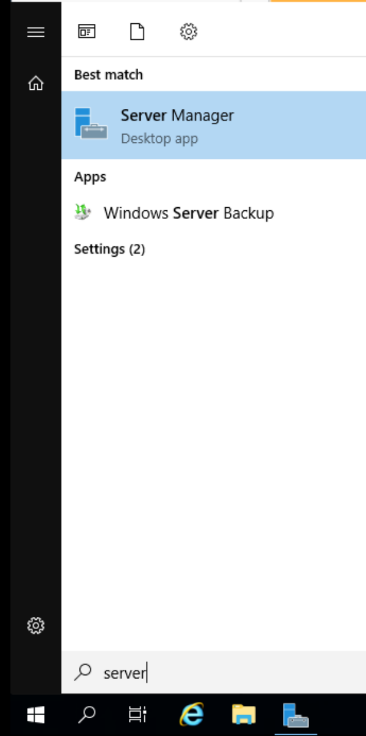 Best match
Server Manager
Desktop app
Apps
Windows Server Backup
Settings (2)
server